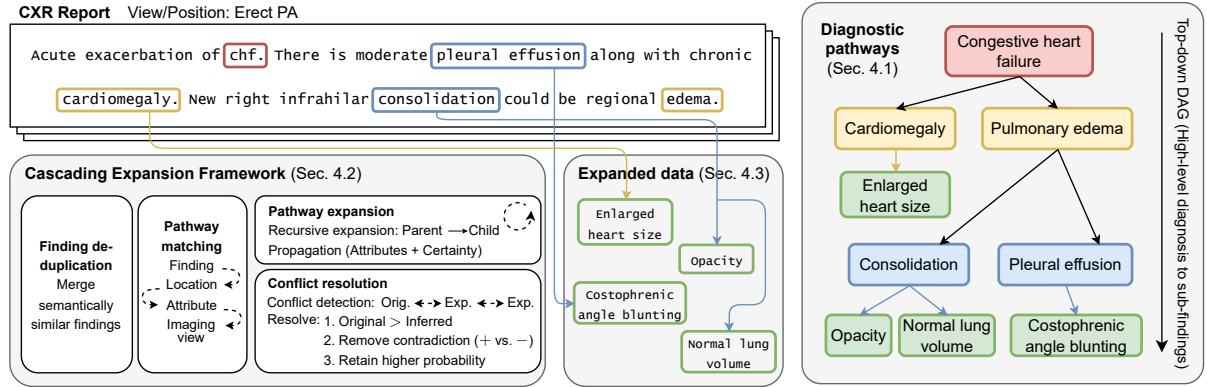 CXR Report View/Position: Erect PA
Acute exacerbation of chf. There is moderate pleural effusion along with chronic
cardiomegaly. New right infrahilar consolidation could be regional edema.
Cascading Expansion Framework (Sec. 4.2)
Finding de-
duplication
Merge
semantically
similar findings
Pathway
matching
Finding
Location
Attribute
Imaging
view
Pathway expansion
Recursive expansion: Parent → Child
Propagation (Attributes + Certainty)
Conflict resolution
Conflict detection: Orig. ↔ Exp. ↔ Exp.
Resolve: 1. Original > Inferred
2. Remove contradiction (+ vs. −)
3. Retain higher probability
Expanded data (Sec. 4.3)
Enlarged
heart size
Opacity
Costophrenic
angle blunting
Normal lung
volume
Diagnostic
pathways
(Sec. 4.1)
Congestive heart
failure
Cardiomegaly
Pulmonary edema
Enlarged
heart size
Consolidation
Pleural effusion
Opacity
Normal lung
volume
Costophrenic
angle blunting
Top-down DAG (High-level diagnosis to sub-findings)